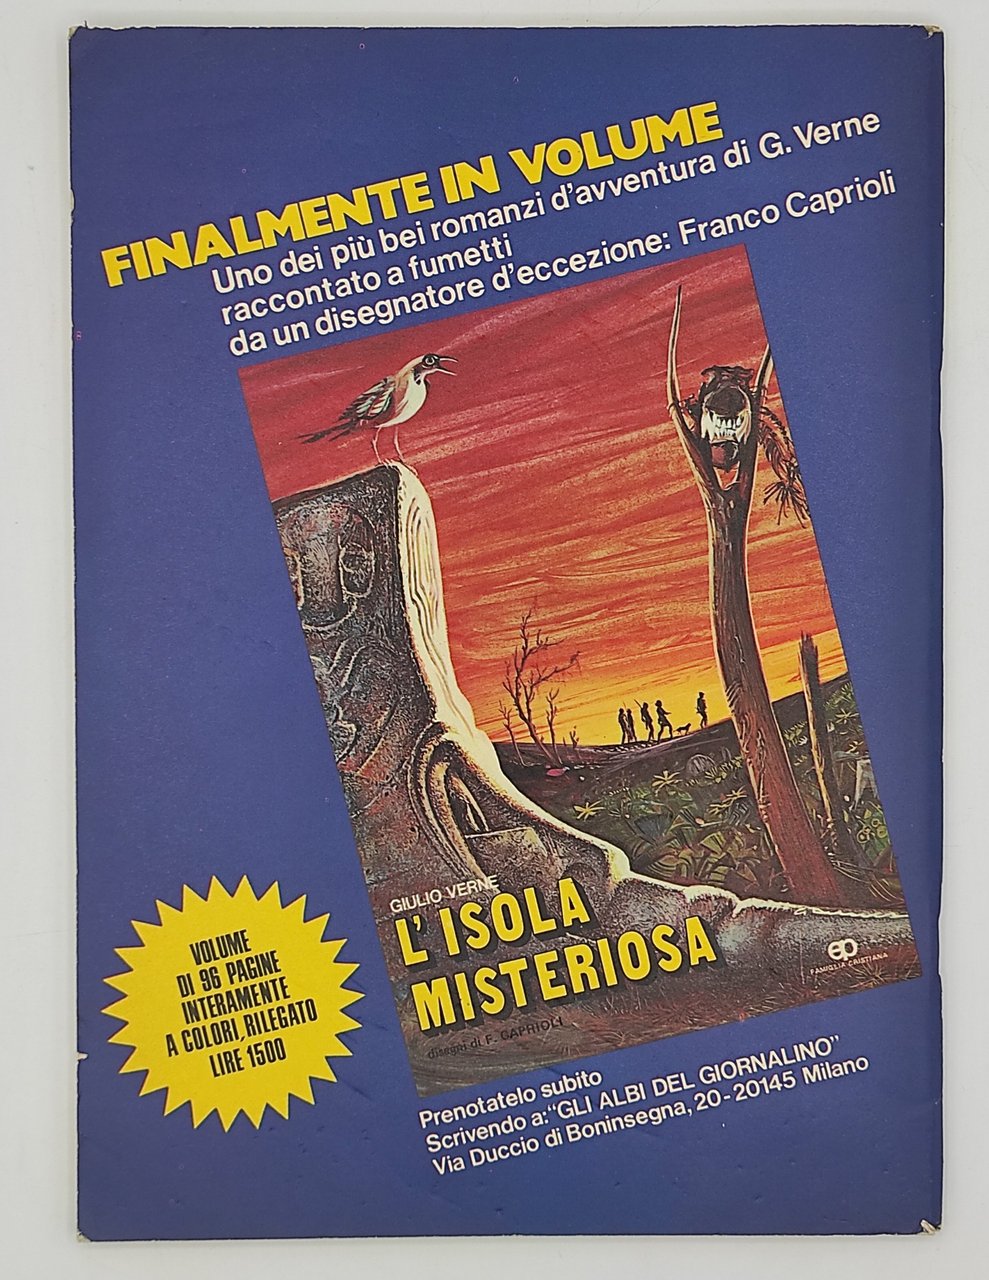 FINALMENTE IN VOLUME
Uno dei più bei romanzi d'avventura di G. Verne
raccontato a fumetti
da un disegnatore d'eccezione: Franco Caprioli
GIULIO VERNE
L'ISOLA
MISTERIOSA
disegni di F. CAPRIOLI
ep
FAMIGLIA CRISTIANA
VOLUME
DI 96 PAGINE
INTERAMENTE
A COLORI, RILEGATO
LIRE 1500
Prenotatelo subito
Scrivendo a: "GLI ALBI DEL GIORNALINO"
Via Duccio di Boninsegna, 20-20145 Milano